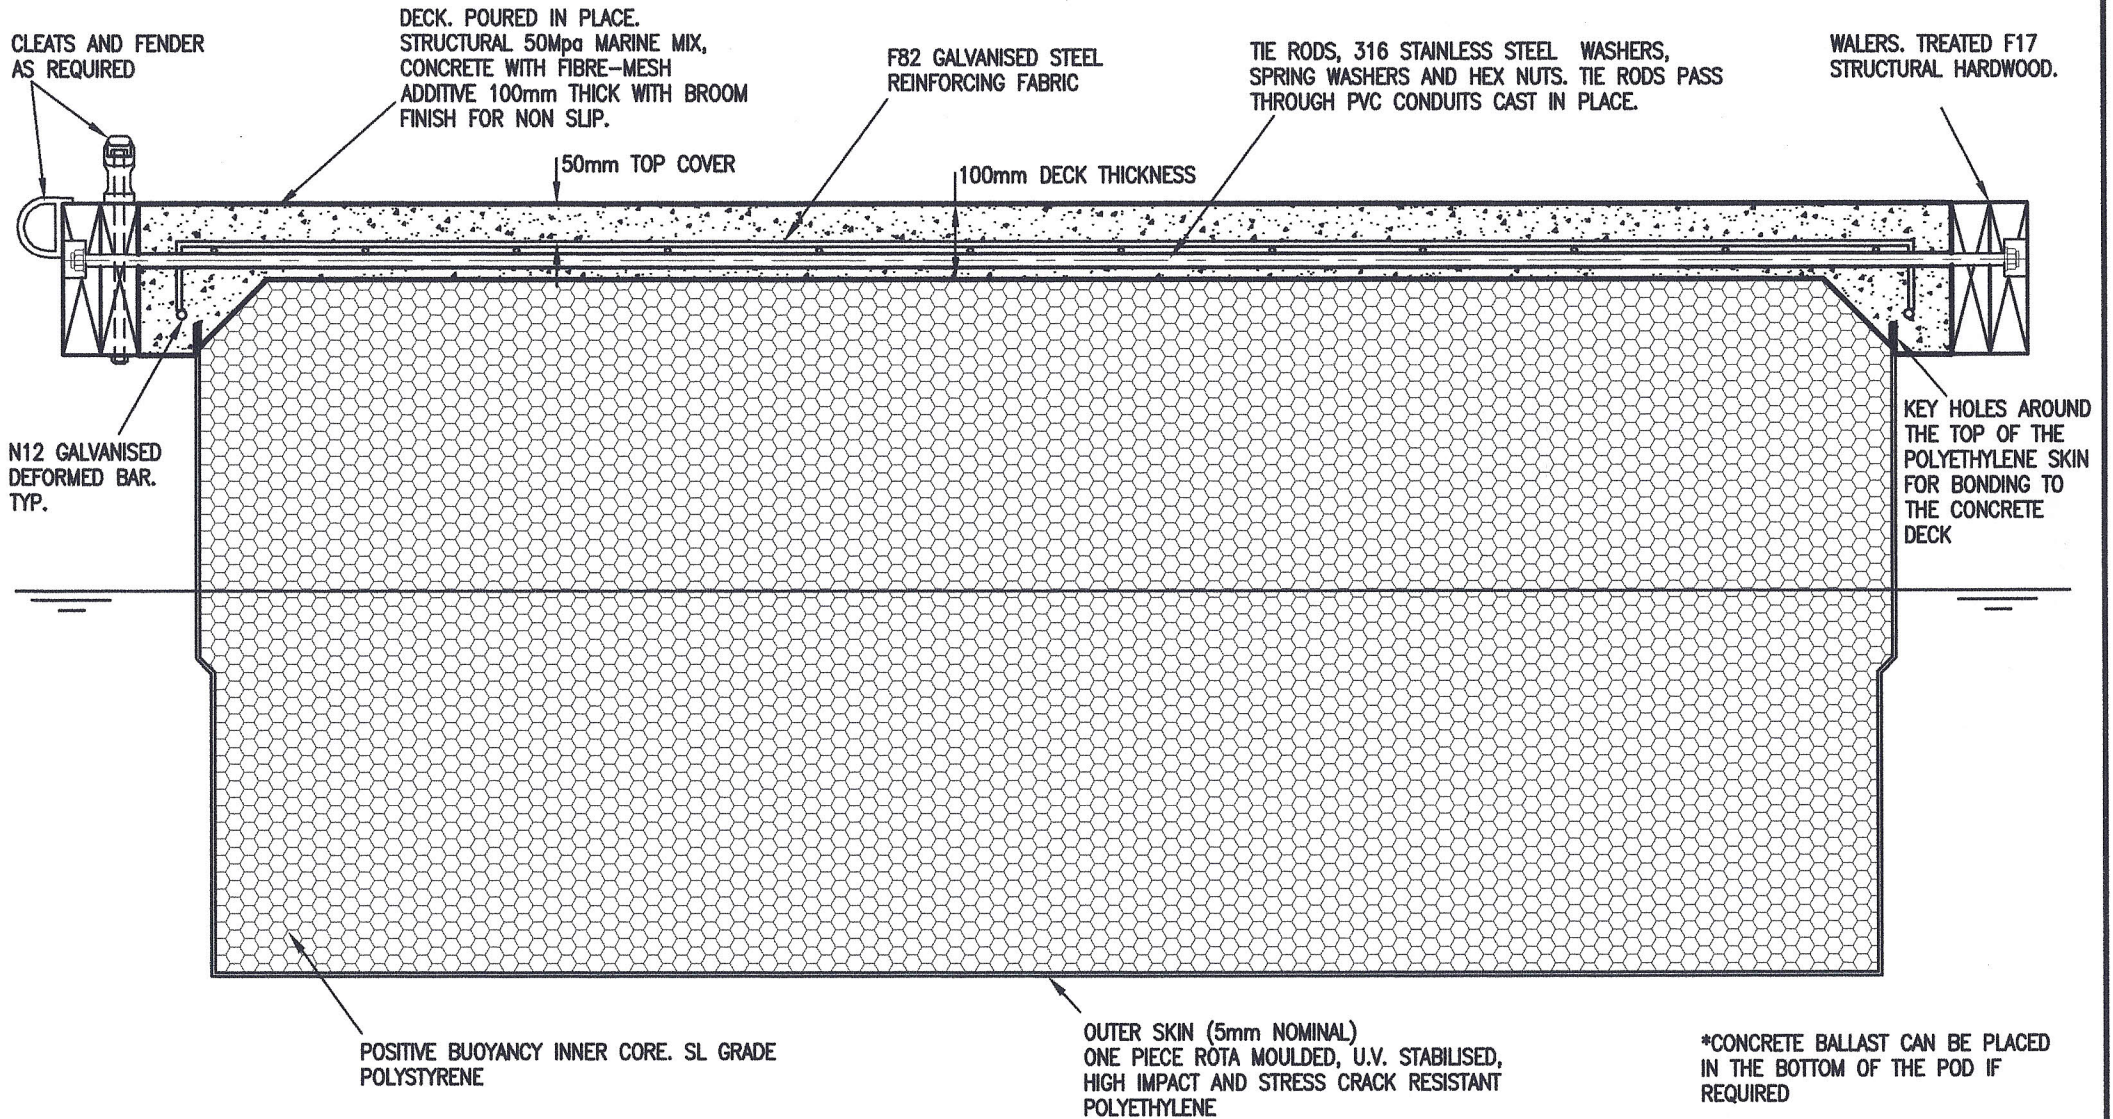 CLEATS AND FENDER
AS REQUIRED
DECK. POURED IN PLACE.
STRUCTURAL 50Mpa MARINE MIX,
CONCRETE WITH FIBRE-MESH
ADDITIVE 100mm THICK WITH BROOM
FINISH FOR NON SLIP.
F82 GALVANISED STEEL
REINFORCING FABRIC
TIE RODS, 316 STAINLESS STEEL WASHERS,
SPRING WASHERS AND HEX NUTS. TIE RODS PASS
THROUGH PVC CONDUITS CAST IN PLACE.
WALERS. TREATED F17
STRUCTURAL HARDWOOD.
50mm TOP COVER
100mm DECK THICKNESS
N12 GALVANISED
DEFORMED BAR.
TYP.
KEY HOLES AROUND
THE TOP OF THE
POLYETHYLENE SKIN
FOR BONDING TO
THE CONCRETE
DECK
POSITIVE BUOYANCY INNER CORE. SL GRADE
POLYSTYRENE
OUTER SKIN (5mm NOMINAL)
ONE PIECE ROTA MOULDED, U.V. STABILISED,
HIGH IMPACT AND STRESS CRACK RESISTANT
POLYETHYLENE
*CONCRETE BALLAST CAN BE PLACED
IN THE BOTTOM OF THE POD IF
REQUIRED